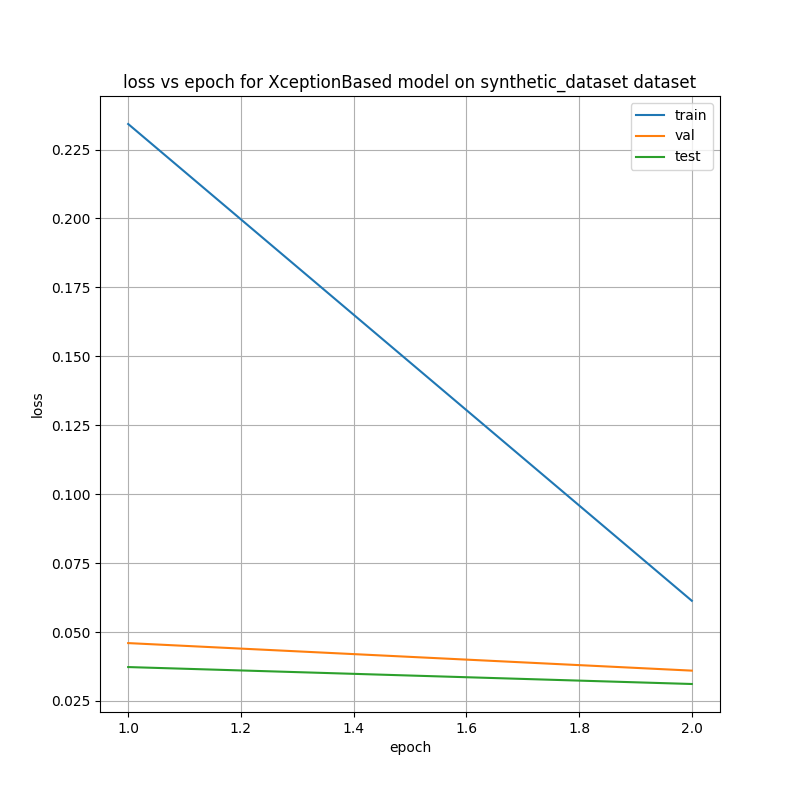 loss vs epoch for XceptionBased model on synthetic_dataset dataset
train
val
test
0.225
0.200
0.175
0.150
0.125
0.100
0.075
0.050
0.025
loss
1.0 1.2 1.4 1.6 1.8 2.0
epoch